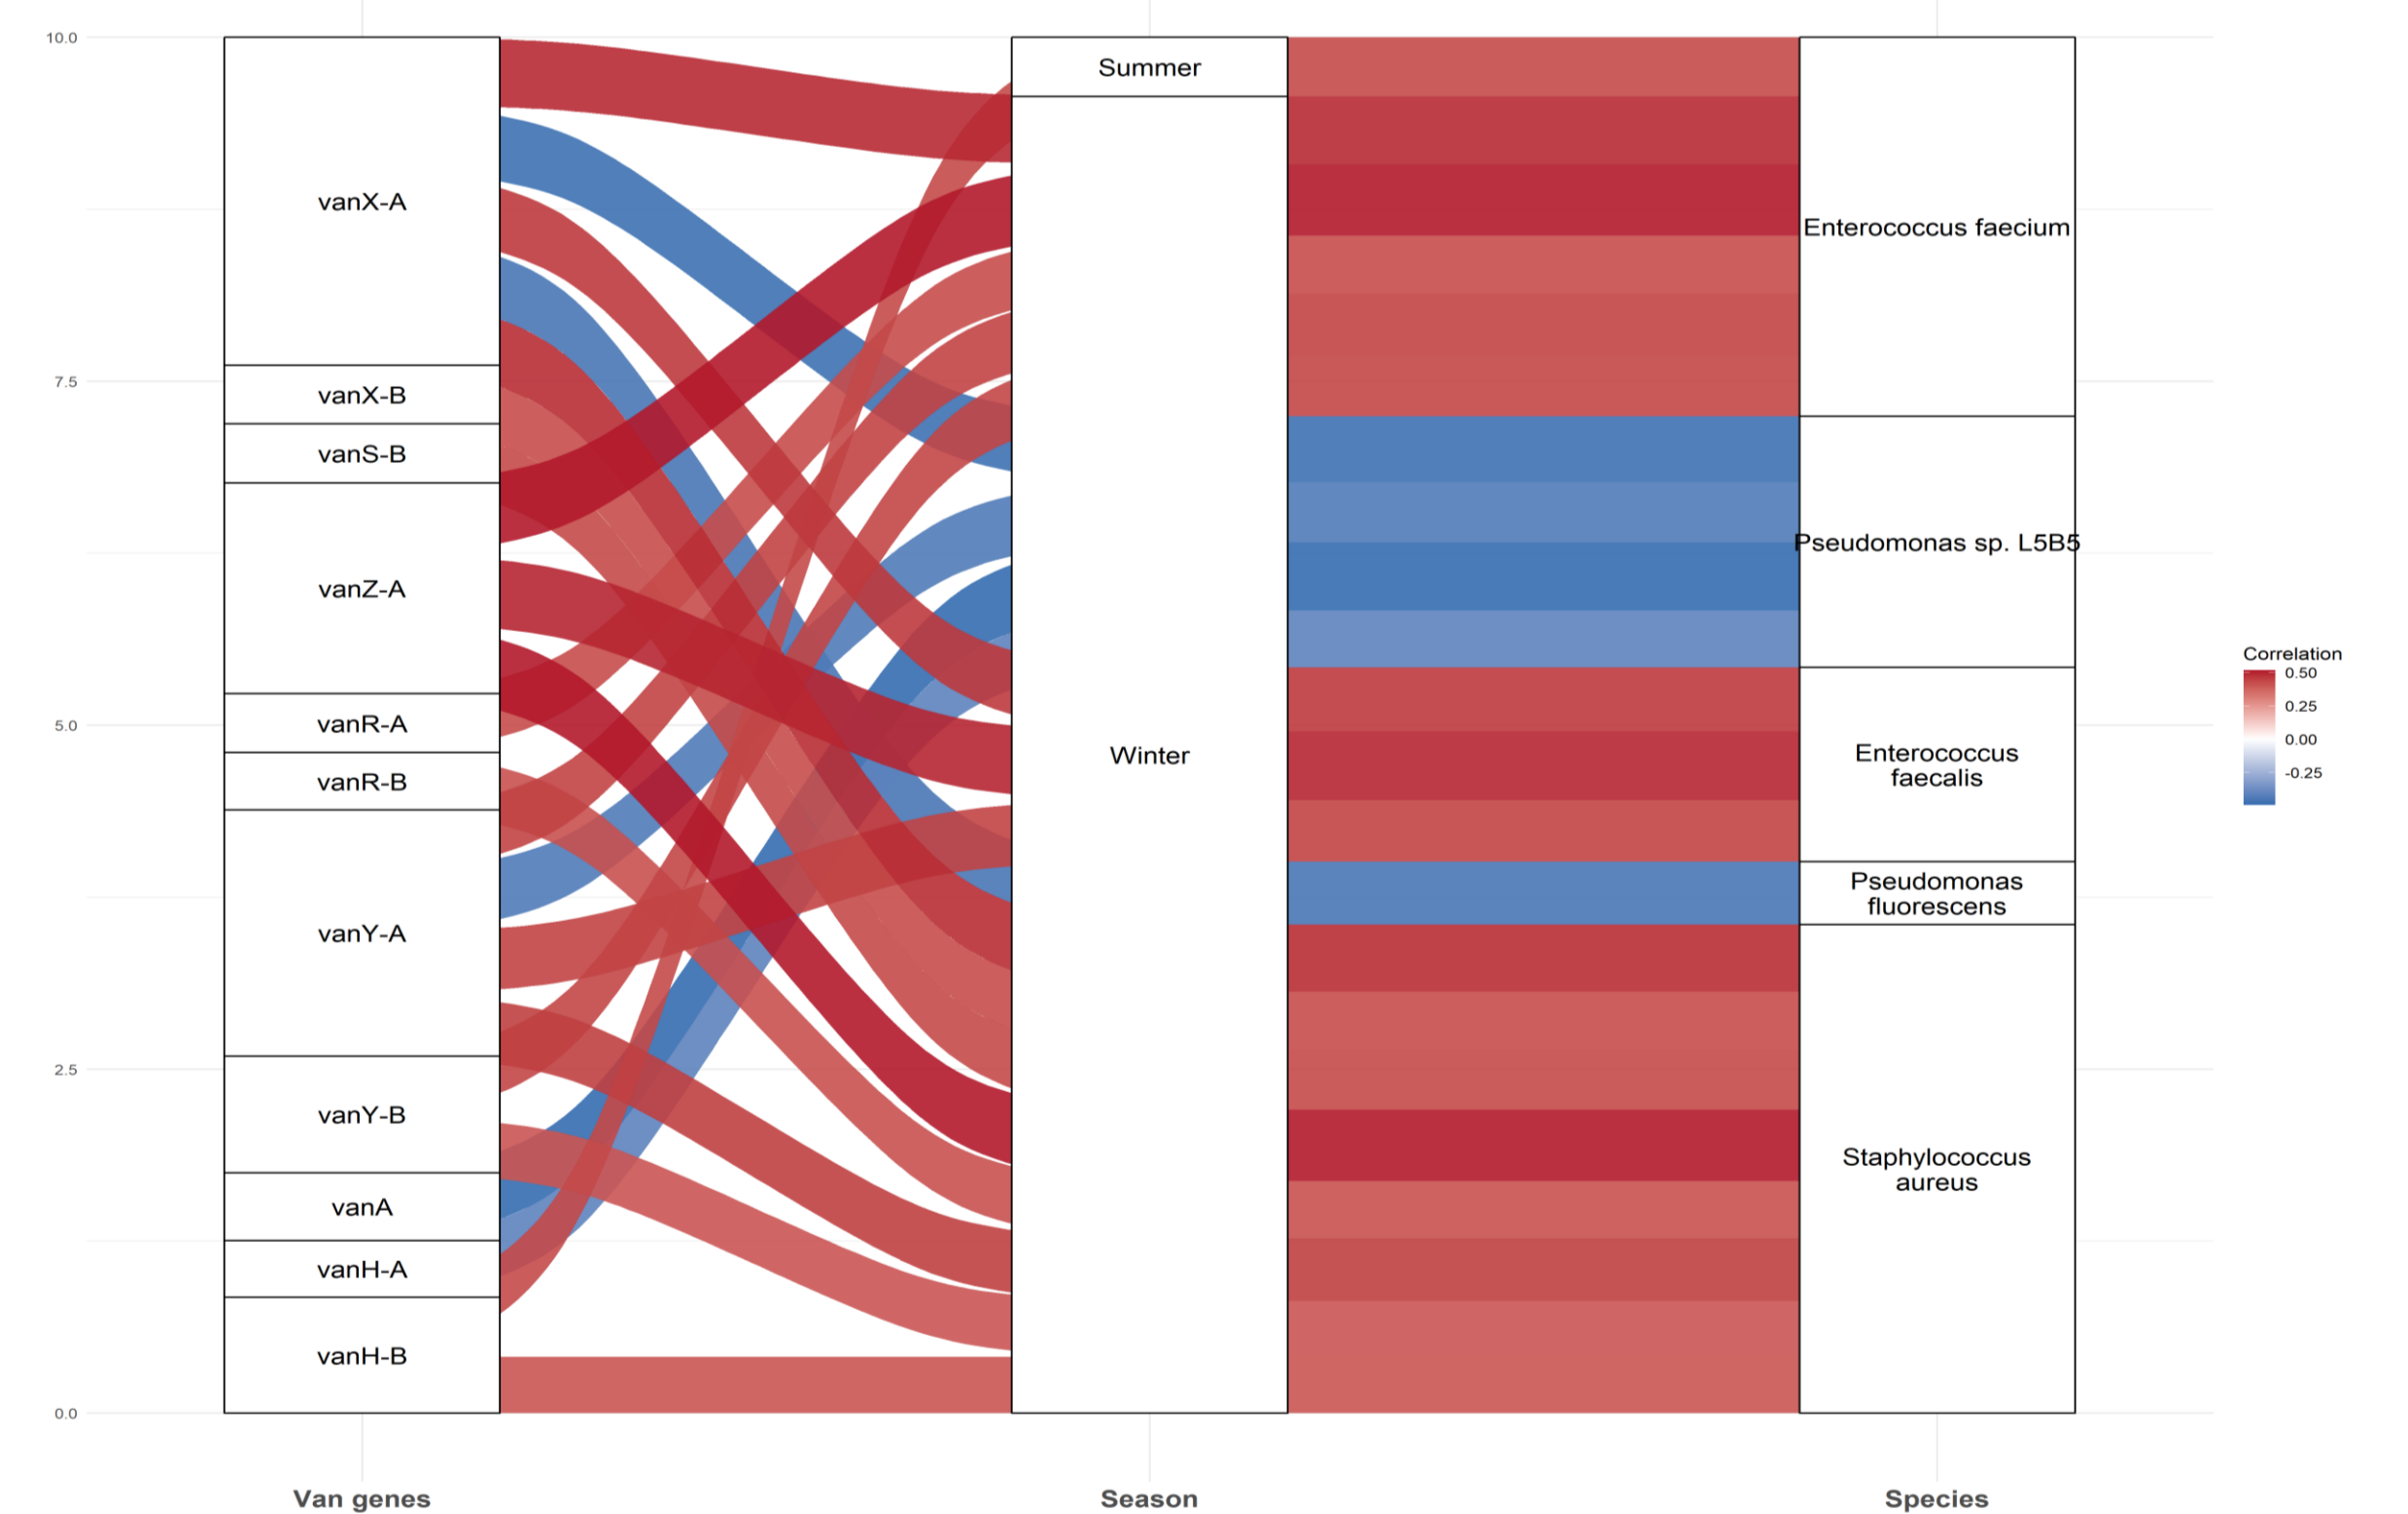 10.0
7.5
5.0
2.5
0.0
vanX-A
vanX-B
vanS-B
vanZ-A
vanR-A
vanR-B
vanY-A
vanY-B
vanA
vanH-A
vanH-B
Summer
Winter
Enterococcus faecium
Pseudomonas sp. L5B5
Enterococcus
faecalis
Pseudomonas
fluorescens
Staphylococcus
aureus
Correlation
0.50
0.25
0.00
-0.25
Van genes
Season
Species